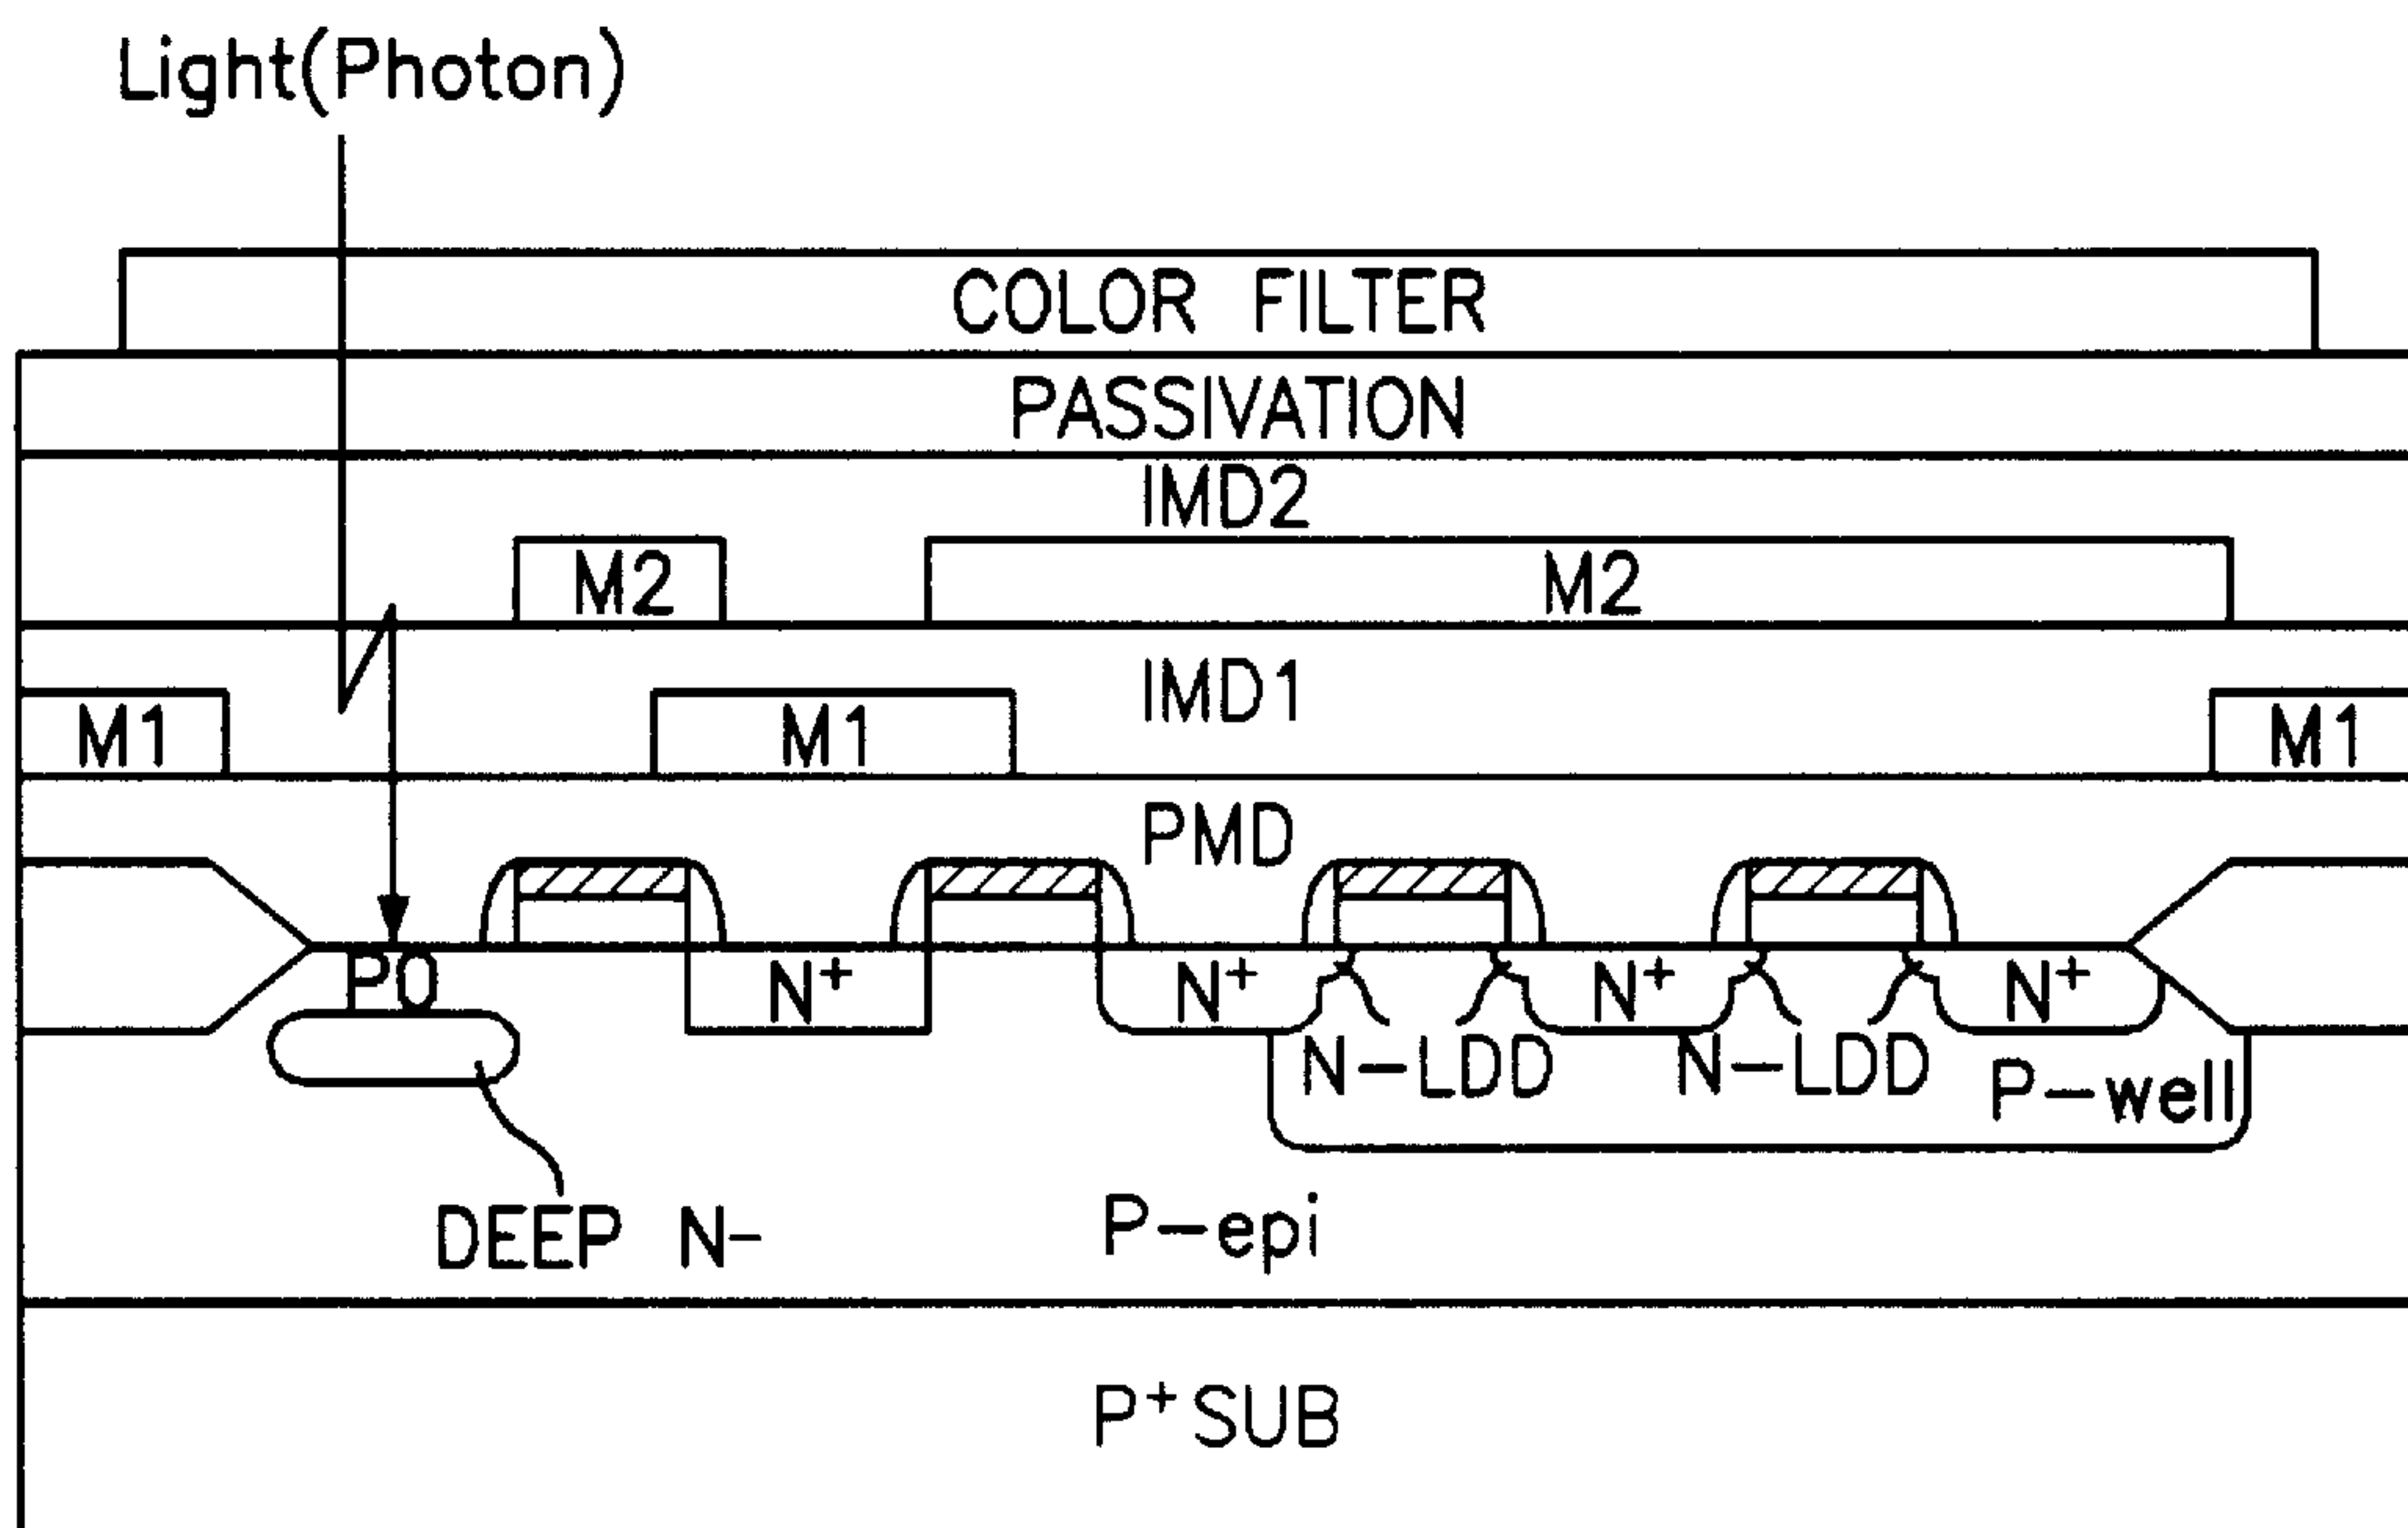 Light(Photon)
COLOR FILTER
PASSIVATION
IMD2
M2 M2
IMD1
M1 M1 M1
PMD
P0 N+ N+ N+ N+
N-LDD N-LDD P-well
DEEP N- P-epi
P+ SUB